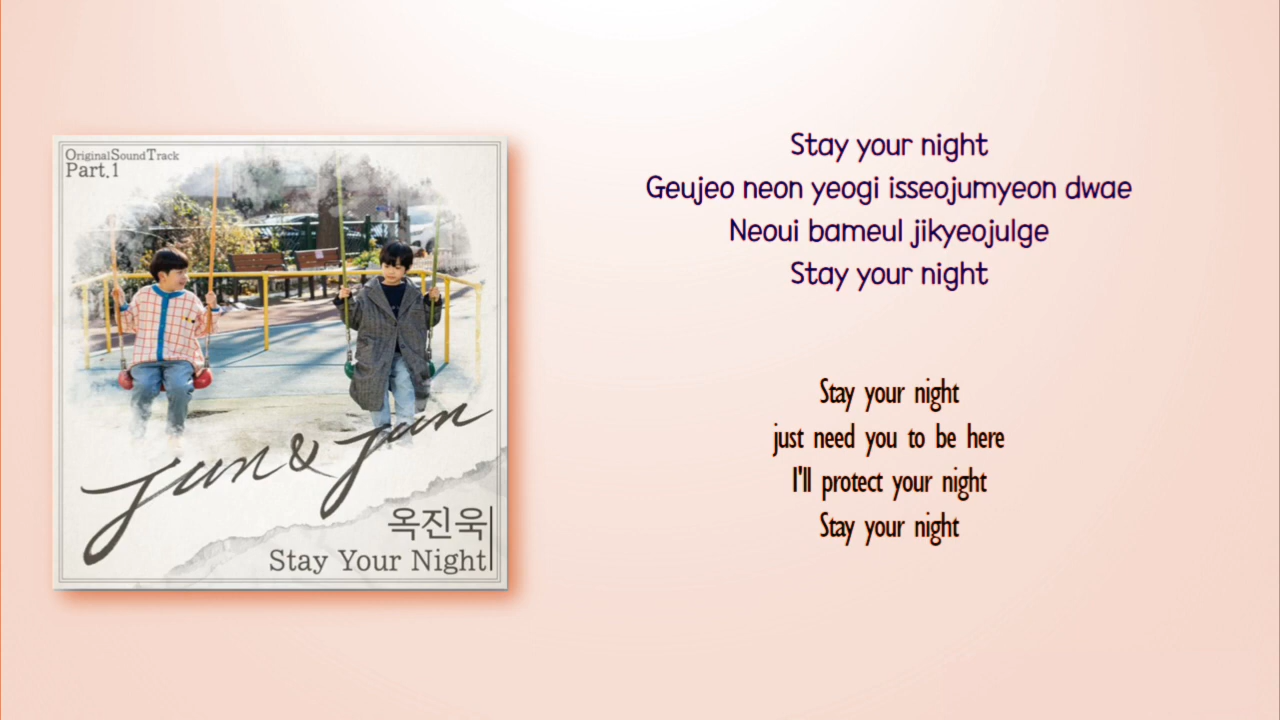 OriginalSoundTrack
Part.1
Jun & Jun
옥진욱
Stay Your Night
Stay your night
Geujeo neon yeogi isseojumyeon dwae
Neoui bameul jikyeojulge
Stay your night
Stay your night
just need you to be here
I'll protect your night
Stay your night